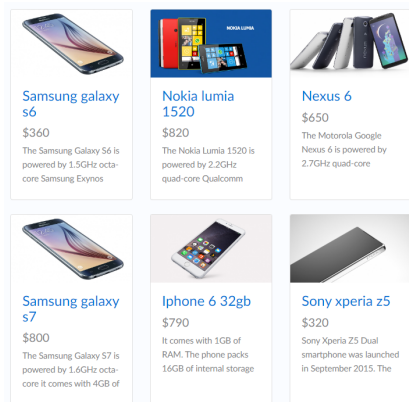 NOKIA LUMIA
Samsung galaxy
s6
$360
The Samsung Galaxy S6 is
powered by 1.5GHz octa-
core Samsung Exynos
Nokia lumia
1520
$820
The Nokia Lumia 1520 is
powered by 2.2GHz
quad-core Qualcomm
Nexus 6
$650
The Motorola Google
Nexus 6 is powered by
2.7GHz quad-core
Samsung galaxy
s7
$800
The Samsung Galaxy S7 is
powered by 1.6GHz octa-
core it comes with 4GB of
Iphone 6 32gb
$790
It comes with 1GB of
RAM. The phone packs
16GB of internal storage
Sony xperia z5
$320
Sony Xperia Z5 Dual
smartphone was launched
in September 2015. The